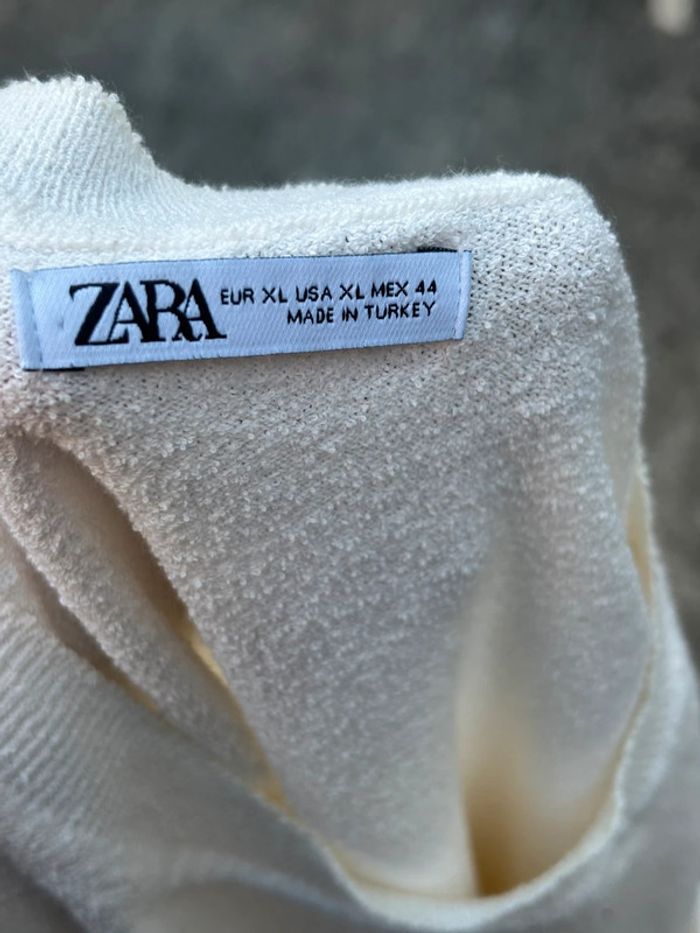 ZARA
EUR XL USA XL MEX 44
MADE IN TURKEY